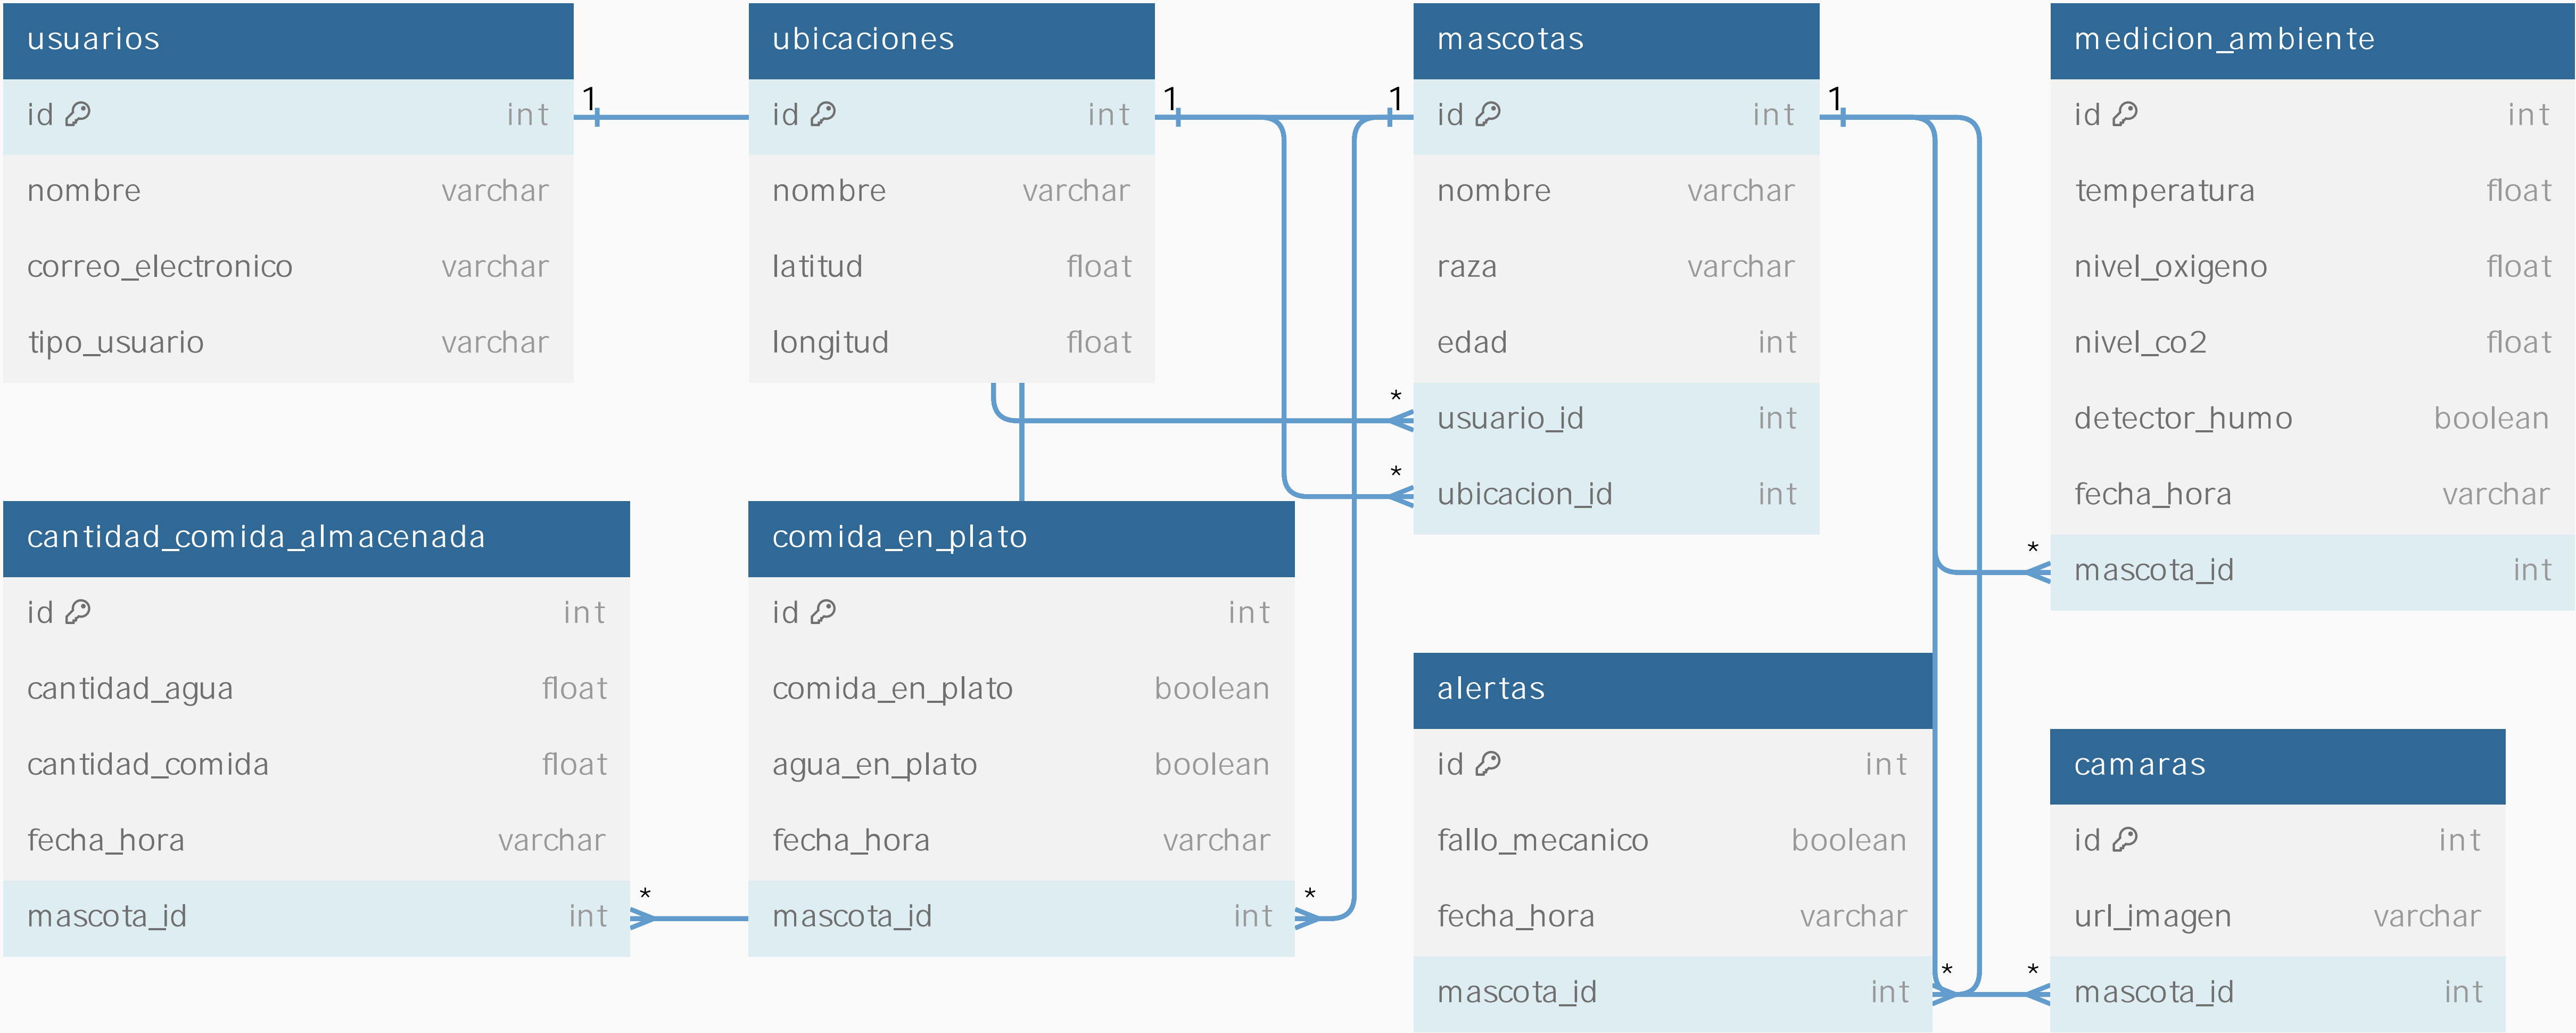 usuarios
id int
nombre varchar
correo_electronico varchar
tipo_usuario varchar
1
ubicaciones
id int
nombre varchar
latitud float
longitud float
1
1
mascotas
id int
nombre varchar
raza varchar
edad int
* usuario_id int
* ubicacion_id int
1
medicion_ambiente
id int
temperatura float
nivel_oxigeno float
nivel_co2 float
detector_humo boolean
fecha_hora varchar
* mascota_id int
cantidad_comida_almacenada
id int
cantidad_agua float
cantidad_comida float
fecha_hora varchar
mascota_id int *
comida_en_plato
id int
comida_en_plato boolean
agua_en_plato boolean
fecha_hora varchar
mascota_id int *
alertas
id int
fallo_mecanico boolean
fecha_hora varchar
mascota_id int *
camaras
id int
url_imagen varchar
* mascota_id int